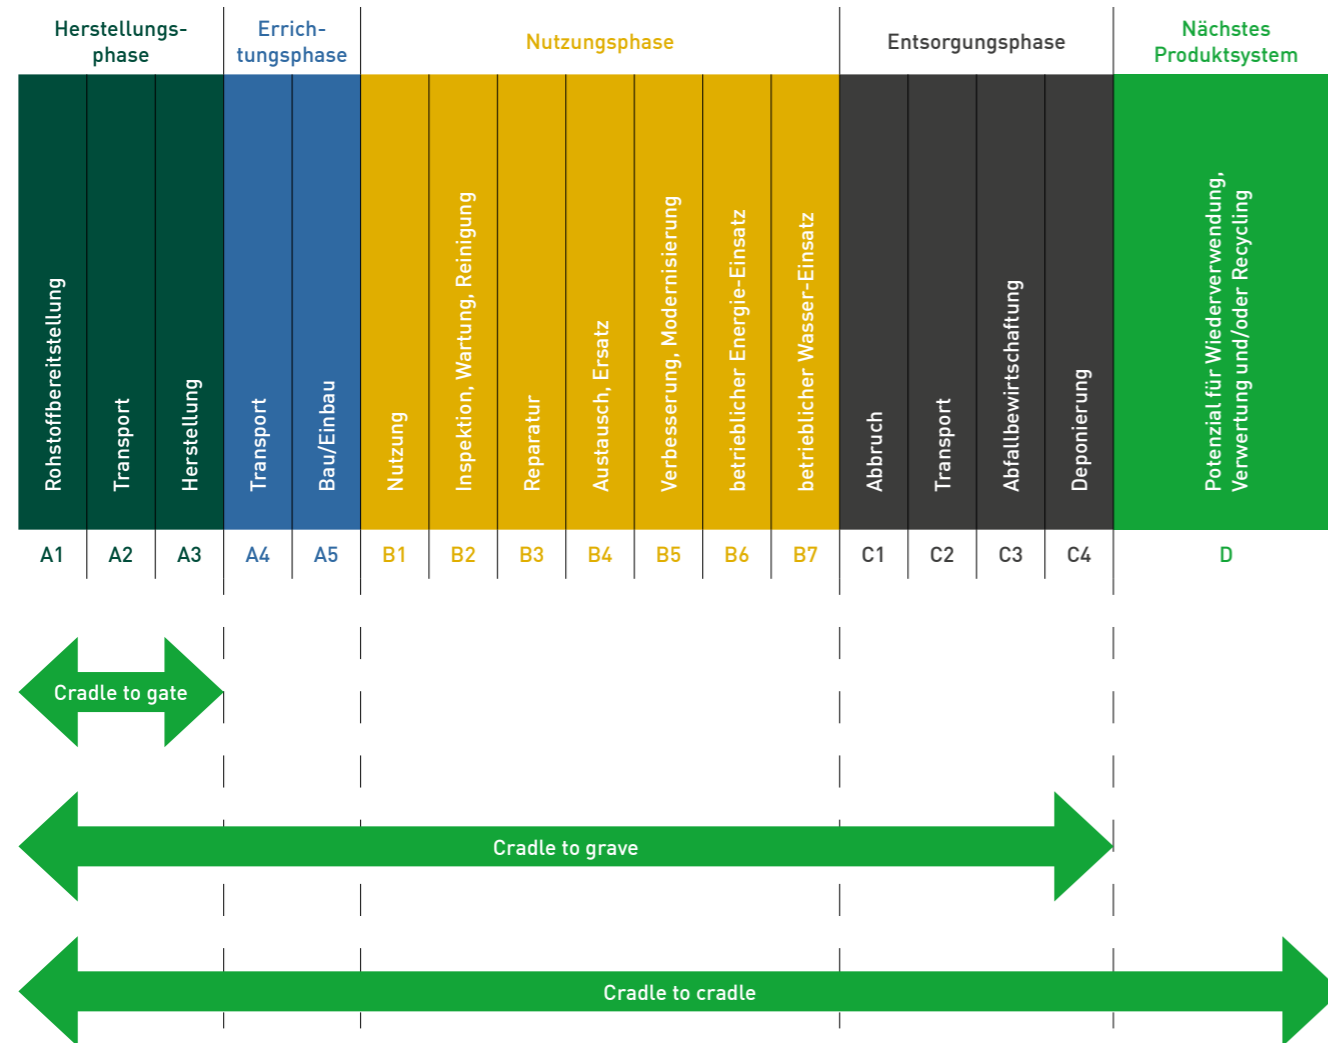 Herstellungs-
phase
Errich-
tungsphase
Nutzungsphase
Entsorgungsphase
Nächstes
Produktsystem
Rohstoffbereitstellung
Transport
Herstellung
Transport
Bau/Einbau
Nutzung
Inspektion, Wartung, Reinigung
Reparatur
Austausch, Ersatz
Verbesserung, Modernisierung
betrieblicher Energie-Einsatz
betrieblicher Wasser-Einsatz
Abbruch
Transport
Abfallbewirtschaftung
Deponierung
Potenzial für Wiederverwendung,
Verwertung und/oder Recycling
A1
A2
A3
A4
A5
B1
B2
B3
B4
B5
B6
B7
C1
C2
C3
C4
D
Cradle to gate
Cradle to grave
Cradle to cradle